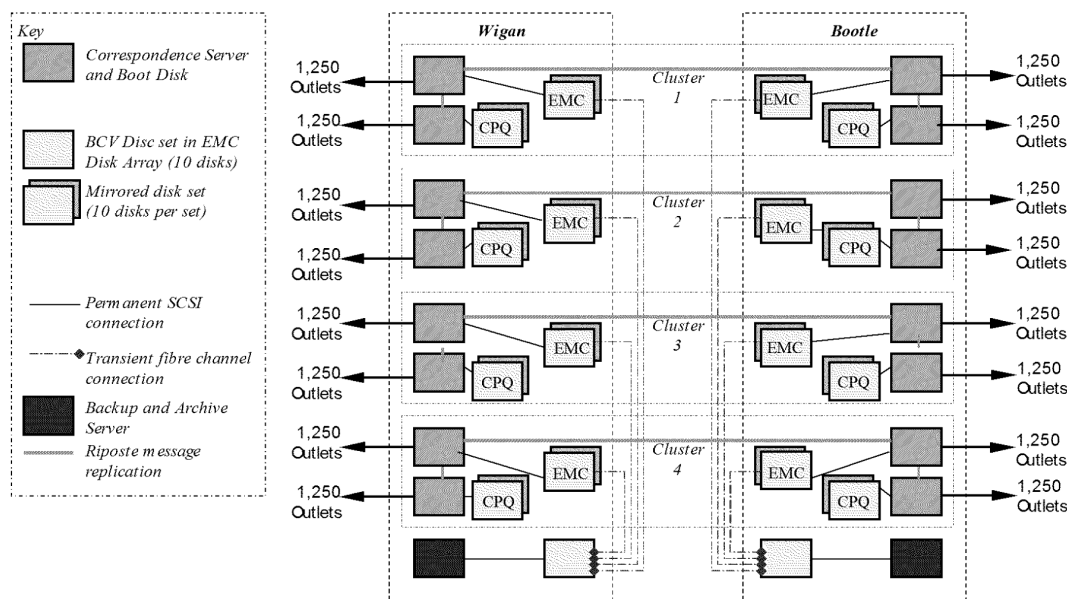 Key
Correspondence Server
and Boot Disk
BCV Disc set in EMC
Disk Array (10 disks)
Mirrored disk set
(10 disks per set)
Permanent SCSI
connection
Transient fibre channel
connection
Backup and Archive
Server
Riposte message
replication
Wigan
Bootle
1,250
Outlets
1,250
Outlets
EMC
CPQ
Cluster
1
EMC
CPQ
1,250
Outlets
1,250
Outlets
1,250
Outlets
1,250
Outlets
EMC
CPQ
Cluster
2
EMC
CPQ
1,250
Outlets
1,250
Outlets
1,250
Outlets
1,250
Outlets
EMC
CPQ
Cluster
3
EMC
CPQ
1,250
Outlets
1,250
Outlets
1,250
Outlets
1,250
Outlets
EMC
CPQ
Cluster
4
EMC
CPQ
1,250
Outlets
1,250
Outlets